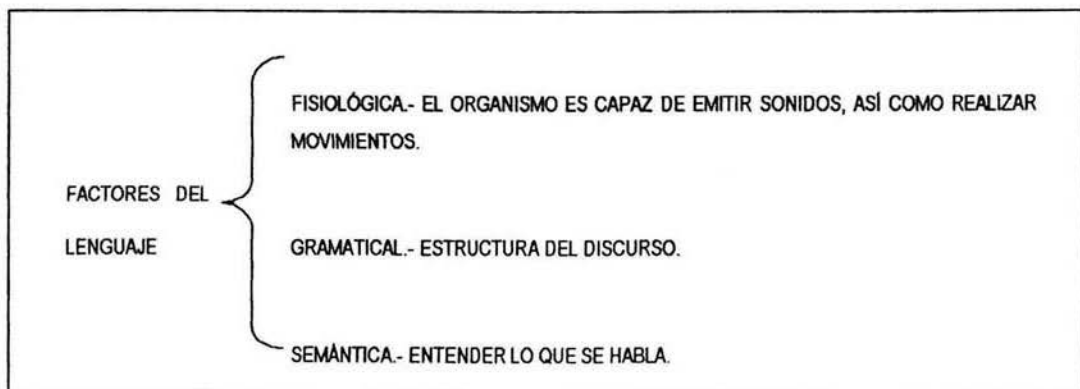 FISIOLÓGICA.- EL ORGANISMO ES CAPAZ DE EMITIR SONIDOS, ASÍ COMO REALIZAR
MOVIMIENTOS.
FACTORES DEL
LENGUAJE
GRAMATICAL.- ESTRUCTURA DEL DISCURSO.
SEMÀNTICA.- ENTENDER LO QUE SE HABLA.